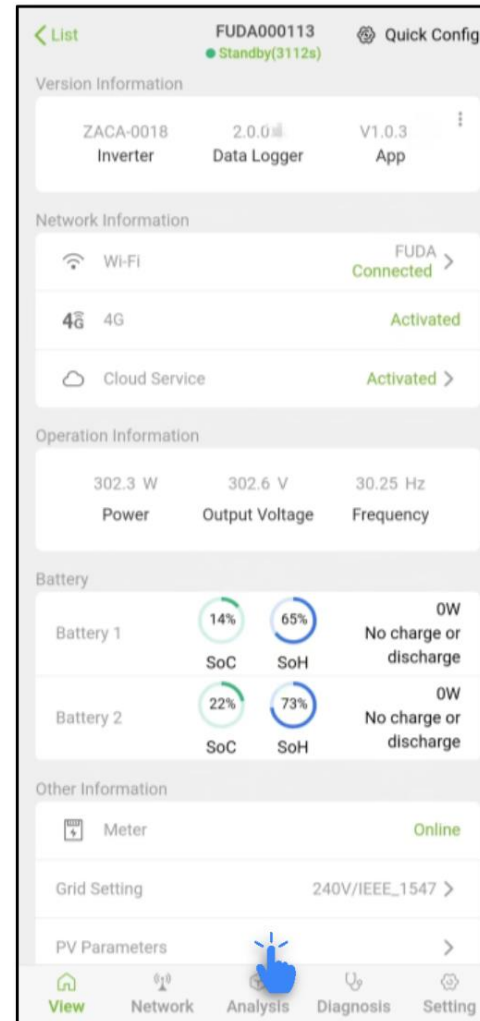 List
FUDA000113
Quick Config
Standby(3112s)
Version Information
ZACA-0018
2.0.0
V1.0.3
Inverter
Data Logger
App
Network Information
Wi-Fi
FUDA
Connected
4G
4G
Activated
Cloud Service
Activated
Operation Information
302.3 W
302.6 V
30.25 Hz
Power
Output Voltage
Frequency
Battery
Battery 1
14%
65%
SoC
SoH
0W
No charge or
discharge
Battery 2
22%
73%
SoC
SoH
0W
No charge or
discharge
Other Information
Meter
Online
Grid Setting
240V/IEEE_1547
PV Parameters
View
Network
Analysis
Diagnosis
Setting